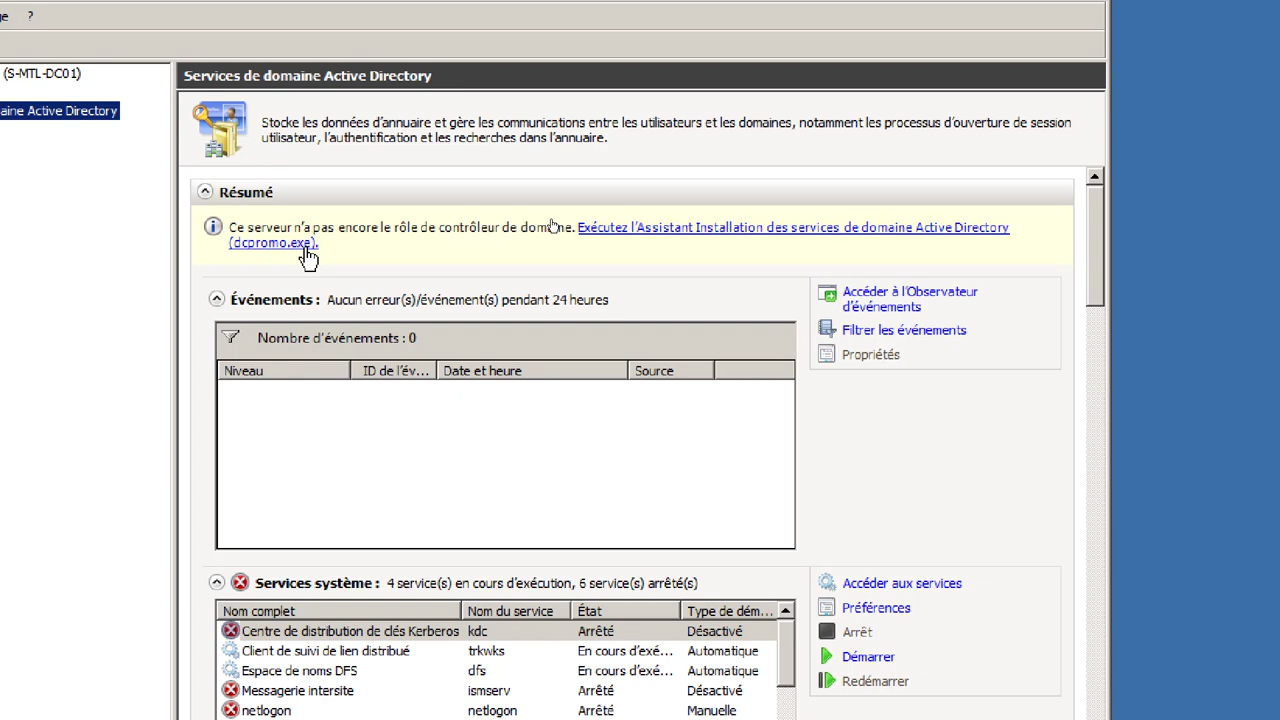 ge ?
(S-MTL-DC01)
aine Active Directory
Services de domaine Active Directory
Stocke les données d'annuaire et gère les communications entre les utilisateurs et les domaines, notamment les processus d'ouverture de session
utilisateur, l'authentification et les recherches dans l'annuaire.
Résumé
Ce serveur n'a pas encore le rôle de contrôleur de domaine. Exécutez l'Assistant Installation des services de domaine Active Directory
(dcpromo.exe).
Événements : Aucun erreur(s)/événement(s) pendant 24 heures
Nombre d'événements : 0
Niveau ID de l'év... Date et heure Source
Accéder à l'Observateur
d'événements
Filtrer les événements
Propriétés
Services système : 4 service(s) en cours d'exécution, 6 service(s) arrêté(s)
Nom complet Nom du service État Type de dém...
Centre de distribution de clés Kerberos kdc Arrêté Désactivé
Client de suivi de lien distribué trkwks En cours d'exé... Automatique
Espace de noms DFS dfs En cours d'exé... Automatique
Messagerie intersite ismserv Arrêté Désactivé
netlogon netlogon Arrêté Manuelle
Accéder aux services
Préférences
Arrêt
Démarrer
Redémarrer